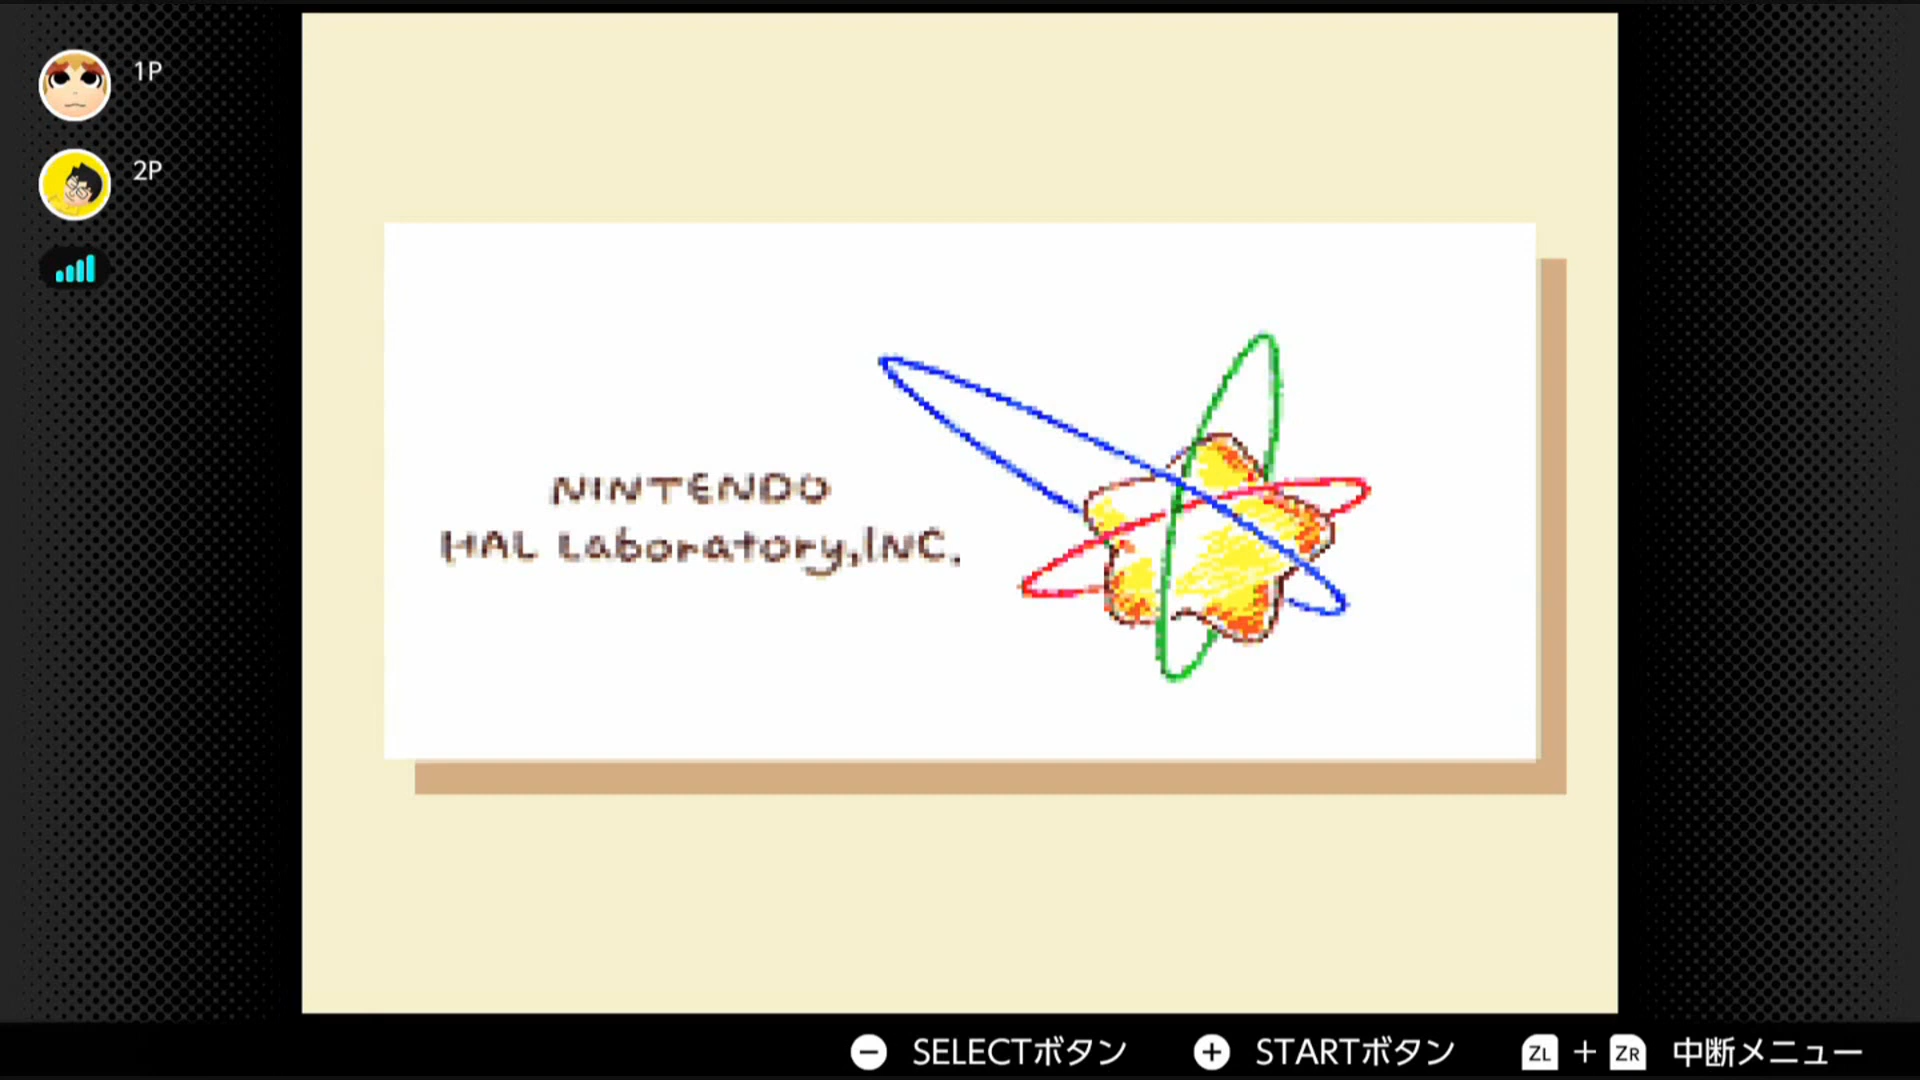 1P
2P
NINTENDO
HAL Laboratory,INC.
SELECTボタン
STARTボタン
ZL + ZR 中断メニュー